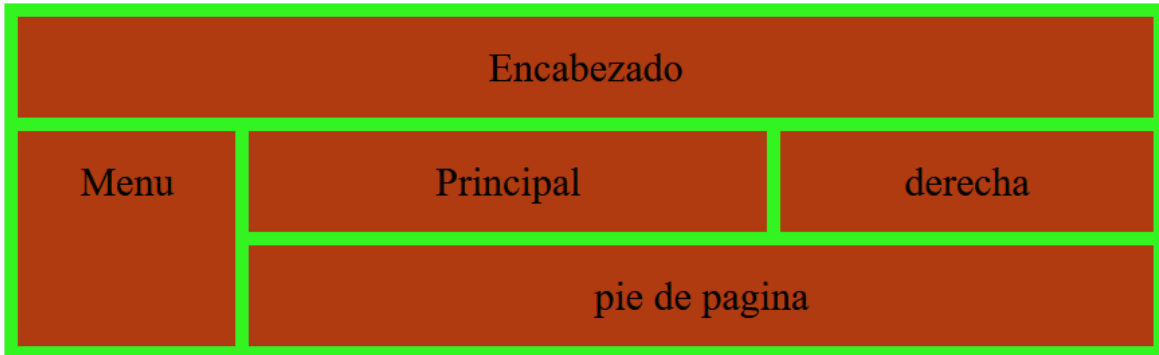 Encabezado
Menu
Principal
derecha
pie de pagina